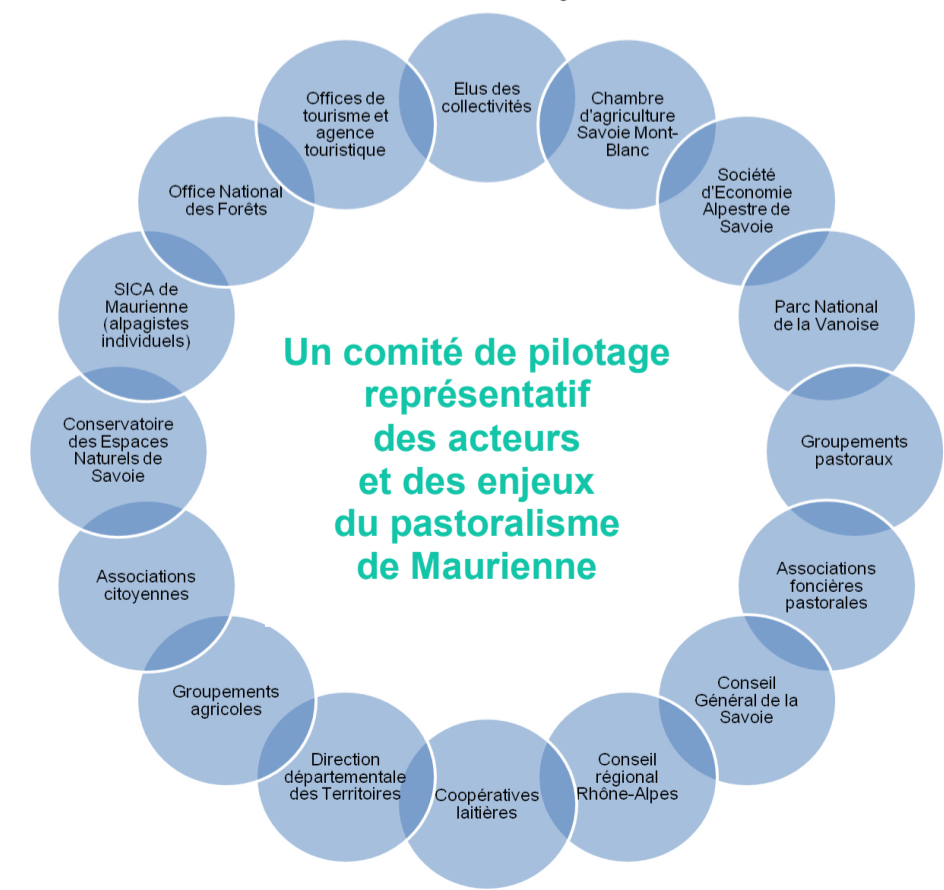 Elus des
collectivités
Chambre
d'agriculture
Savoie Mont-
Blanc
Société
d'Economie
Alpestre de
Savoie
Parc National
de la Vanoise
Groupements
pastoraux
Associations
foncières
pastorales
Conseil
Général de la
Savoie
Conseil
régional
Rhône-Alpes
Coopératives
laitières
Direction
départementale
des Territoires
Groupements
agricoles
Associations
citoyennes
Conservatoire
des Espaces
Naturels de
Savoie
SICA de
Maurienne
(alpagistes
individuels)
Office National
des Forêts
Offices de
tourisme et
agence
touristique
Un comité de pilotage
représentatif
des acteurs
et des enjeux
du pastoralisme
de Maurienne